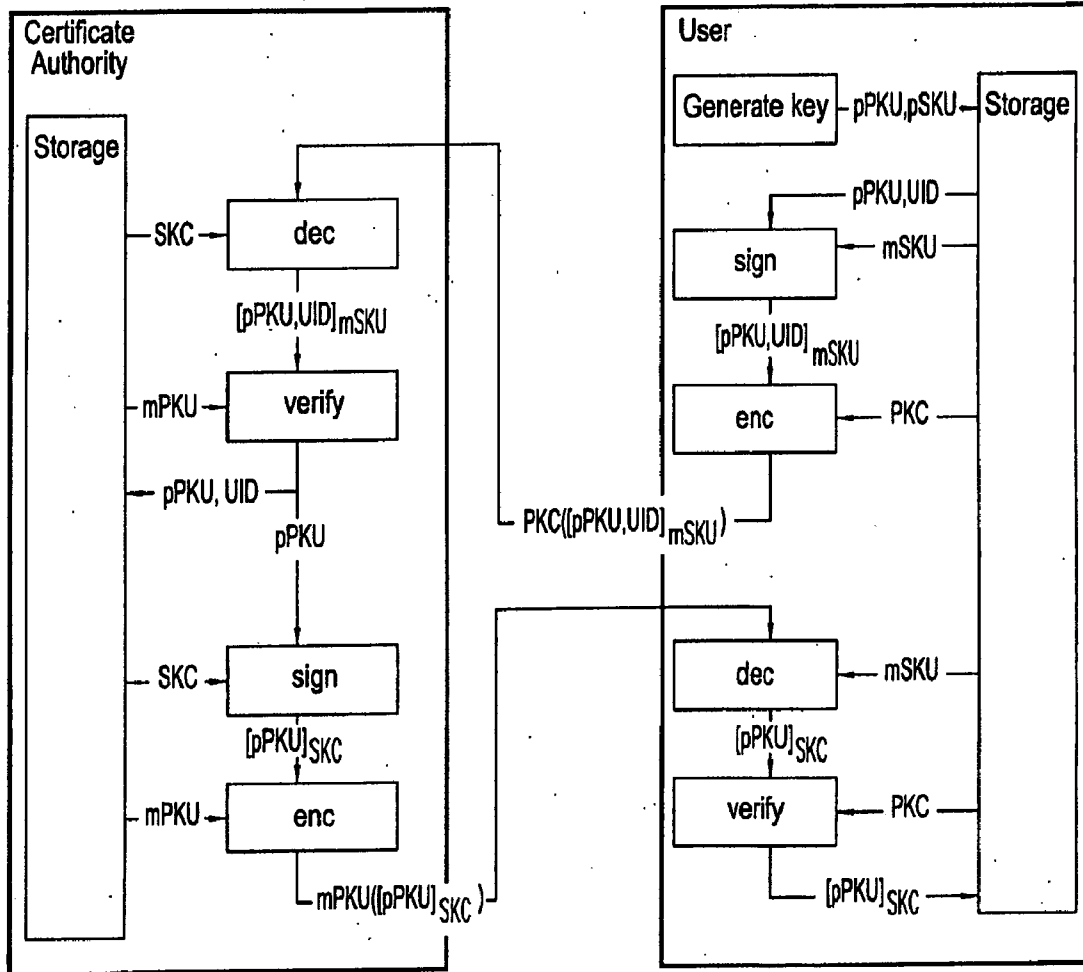 Certificate
Authority
Storage
SKC
dec
[pPKU,UID]mSKU
mPKU
verify
pPKU, UID
pPKU
SKC
sign
[pPKU]SKC
mPKU
enc
mPKU([pPKU]SKC)
PKC([pPKU,UID]mSKU)
User
Generate key
pPKU,pSKU
Storage
pPKU,UID
mSKU
sign
[pPKU,UID]mSKU
enc
PKC
dec
mSKU
[pPKU]SKC
verify
PKC
[pPKU]SKC